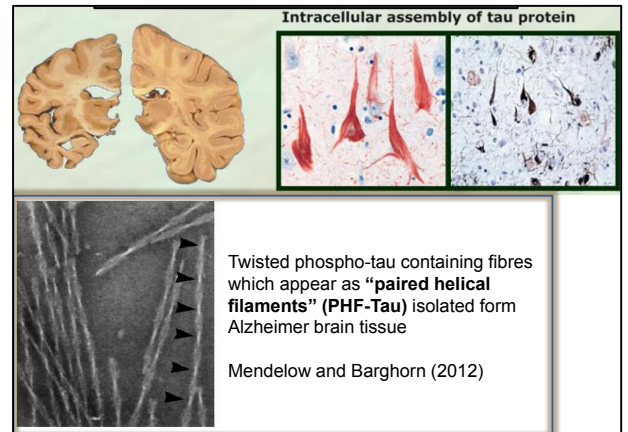 Intracellular assembly of tau protein
Twisted phospho-tau containing fibres
which appear as “paired helical
filaments” (PHF-Tau) isolated form
Alzheimer brain tissue
Mendelow and Barghorn (2012)